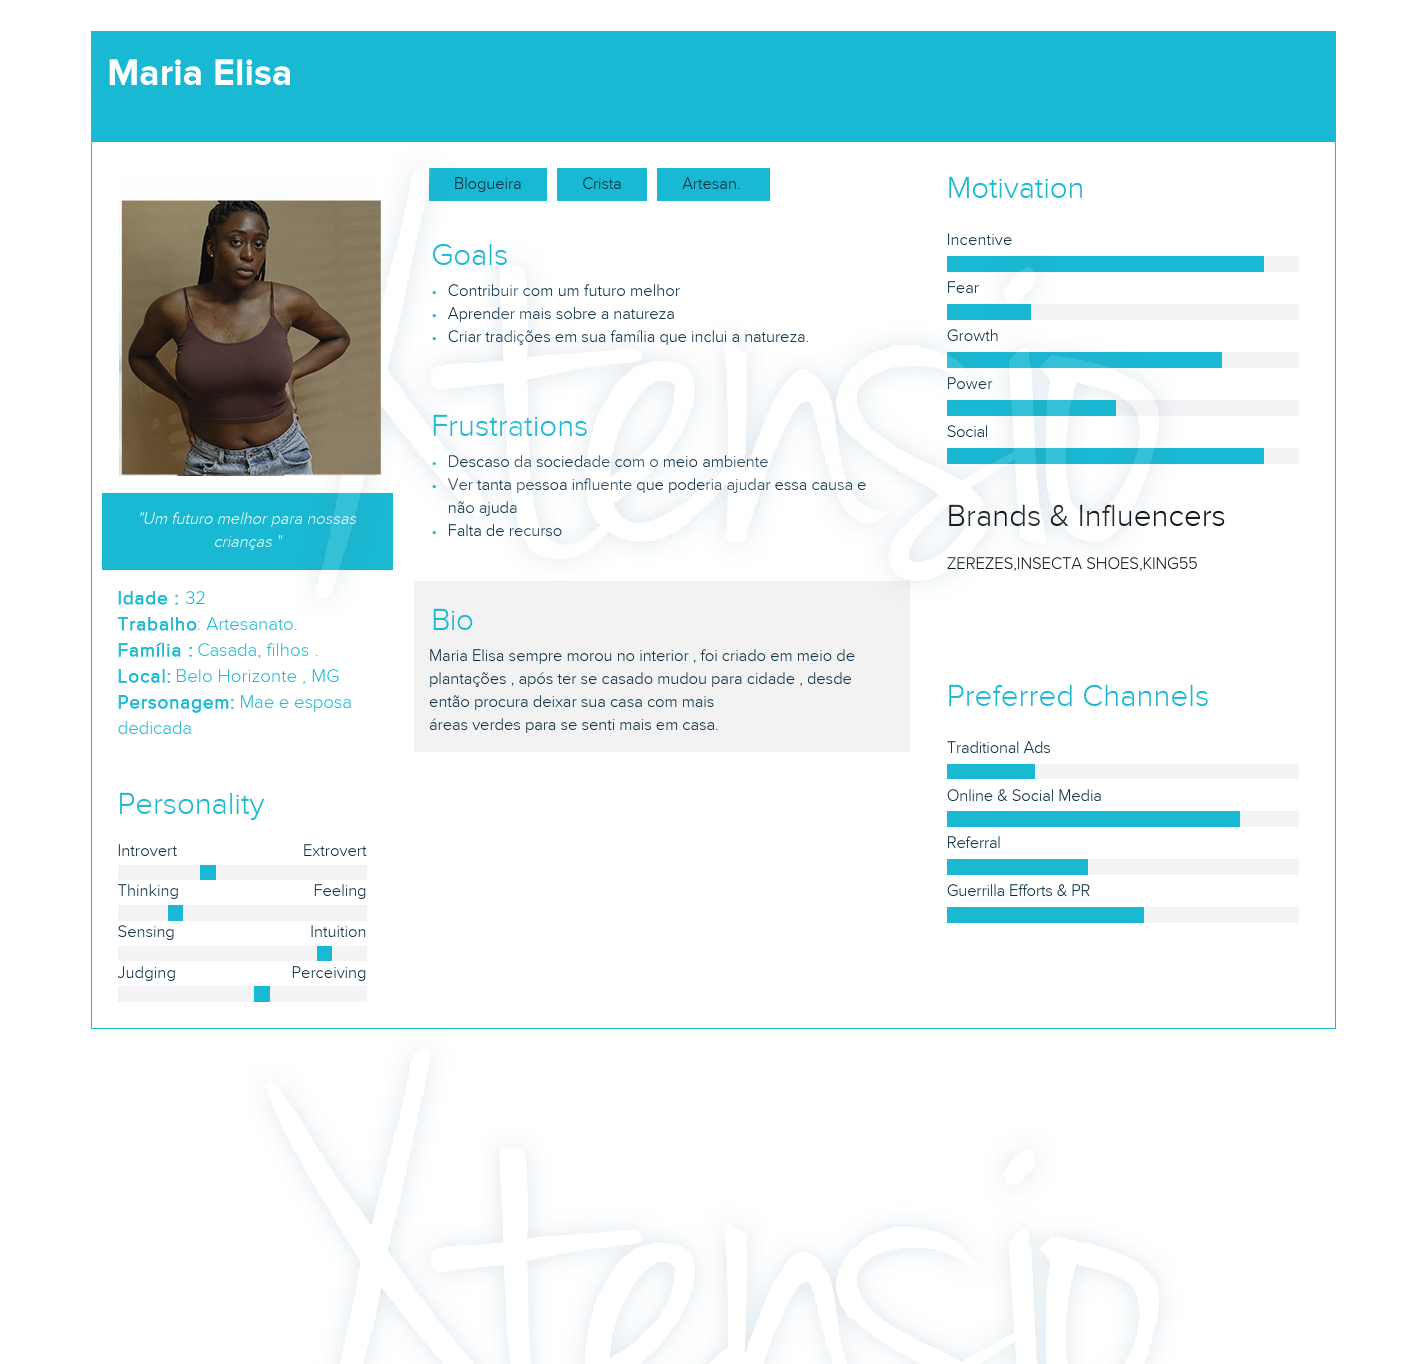 Maria Elisa
"Um futuro melhor para nossas
crianças "
Idade : 32
Trabalho: Artesanato.
Família : Casada, filhos .
Local: Belo Horizonte , MG
Personagem: Mae e esposa
dedicada
Personality
Introvert Extrovert
Thinking Feeling
Sensing Intuition
Judging Perceiving
Blogueira Crista Artesan.
Goals
• Contribuir com um futuro melhor
• Aprender mais sobre a natureza
• Criar tradições em sua família que inclui a natureza.
Frustrations
• Descaso da sociedade com o meio ambiente
• Ver tanta pessoa influente que poderia ajudar essa causa e
não ajuda
• Falta de recurso
Bio
Maria Elisa sempre morou no interior , foi criado em meio de
plantações , após ter se casado mudou para cidade , desde
então procura deixar sua casa com mais
áreas verdes para se senti mais em casa.
Motivation
Incentive
Fear
Growth
Power
Social
Brands & Influencers
ZEREZES,INSECTA SHOES,KING55
Preferred Channels
Traditional Ads
Online & Social Media
Referral
Guerrilla Efforts & PR
Xtensio
Xtensio